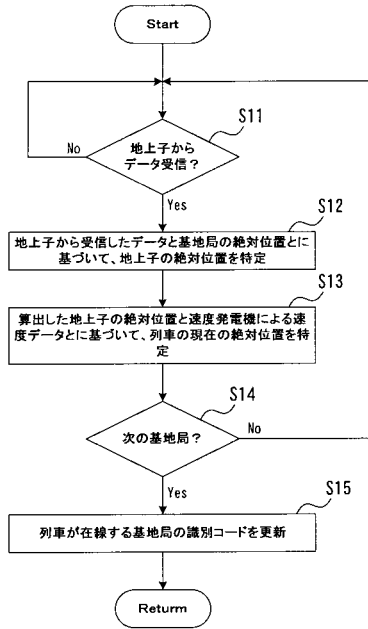 Start
S11
地上子から
データ受信？
No
Yes
S12
地上子から受信したデータと基地局の絶対位置とに
基づいて、地上子の絶対位置を特定
S13
算出した地上子の絶対位置と速度発電機による速
度データとに基づいて、列車の現在の絶対位置を特
定
S14
次の基地局？
No
Yes
S15
列車が在線する基地局の識別コードを更新
Returm